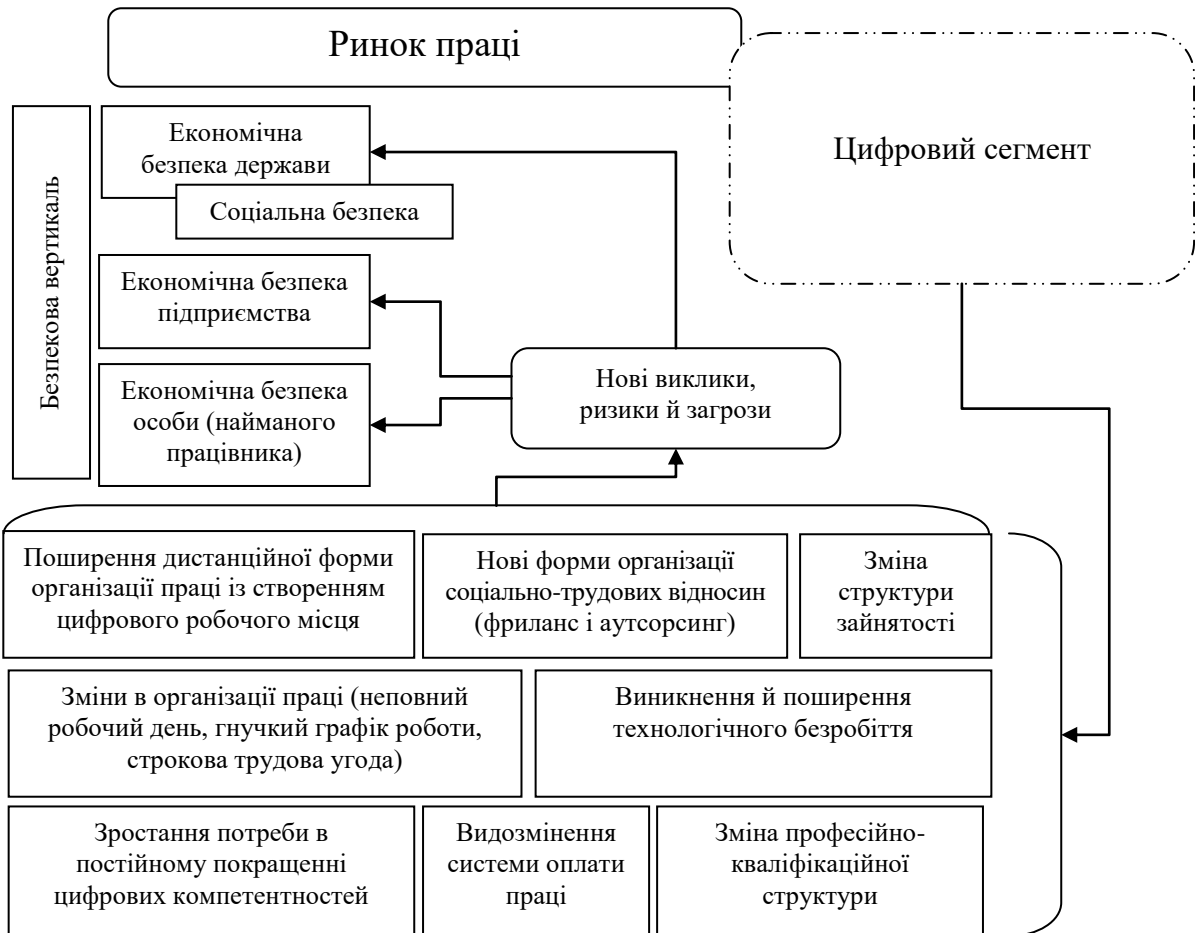 Ринок праці
Цифровий сегмент
Безпекова вертикаль
Економічна
безпека держави
Соціальна безпека
Економічна безпека
підприємства
Економічна безпека
особи (найманого
працівника)
Нові виклики,
ризики й загрози
Поширення дистанційної форми
організації праці із створенням
цифрового робочого місця
Нові форми організації
соціально-трудових відносин
(фриланс і аутсорсинг)
Зміна
структури
зайнятості
Зміни в організації праці (неповний
робочий день, гнучкий графік роботи,
строкова трудова угода)
Виникнення й поширення
технологічного безробіття
Зростання потреби в
постійному покращенні
цифрових компетентностей
Видозмінення
системи оплати
праці
Зміна професійно-
кваліфікаційної
структури